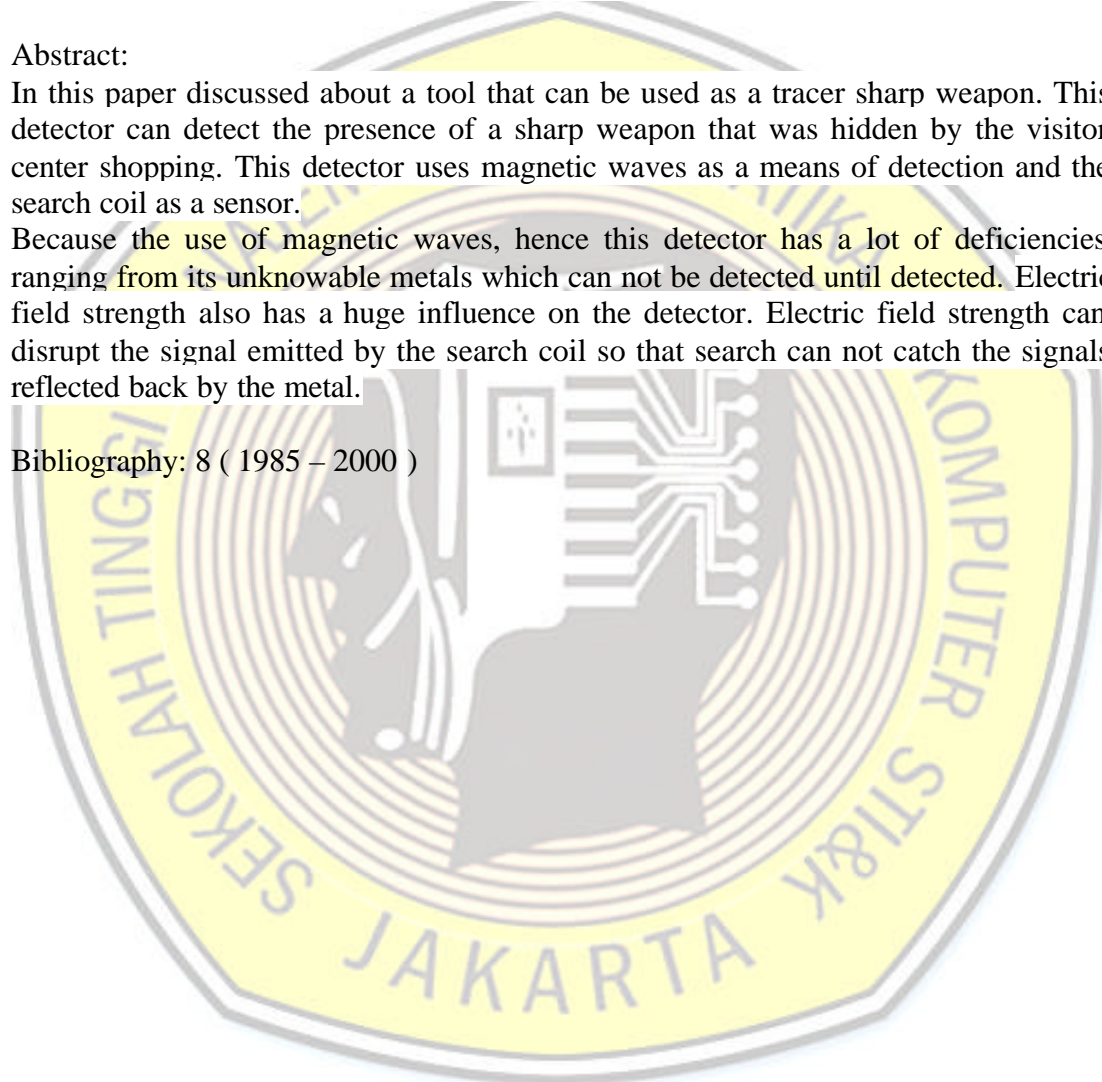 Abstract:
In this paper discussed about a tool that can be used as a tracer sharp weapon. This
detector can detect the presence of a sharp weapon that was hidden by the visitor
center shopping. This detector uses magnetic waves as a means of detection and the
search coil as a sensor.
Because the use of magnetic waves, hence this detector has a lot of deficiencies
ranging from its unknowable metals which can not be detected until detected. Electric
field strength also has a huge influence on the detector. Electric field strength can
disrupt the signal emitted by the search coil so that search can not catch the signals
reflected back by the metal.
Bibliography: 8 ( 1985 – 2000 )
SEKOLAH TINGGI
KOMPUTER STI&K
JAKARTA